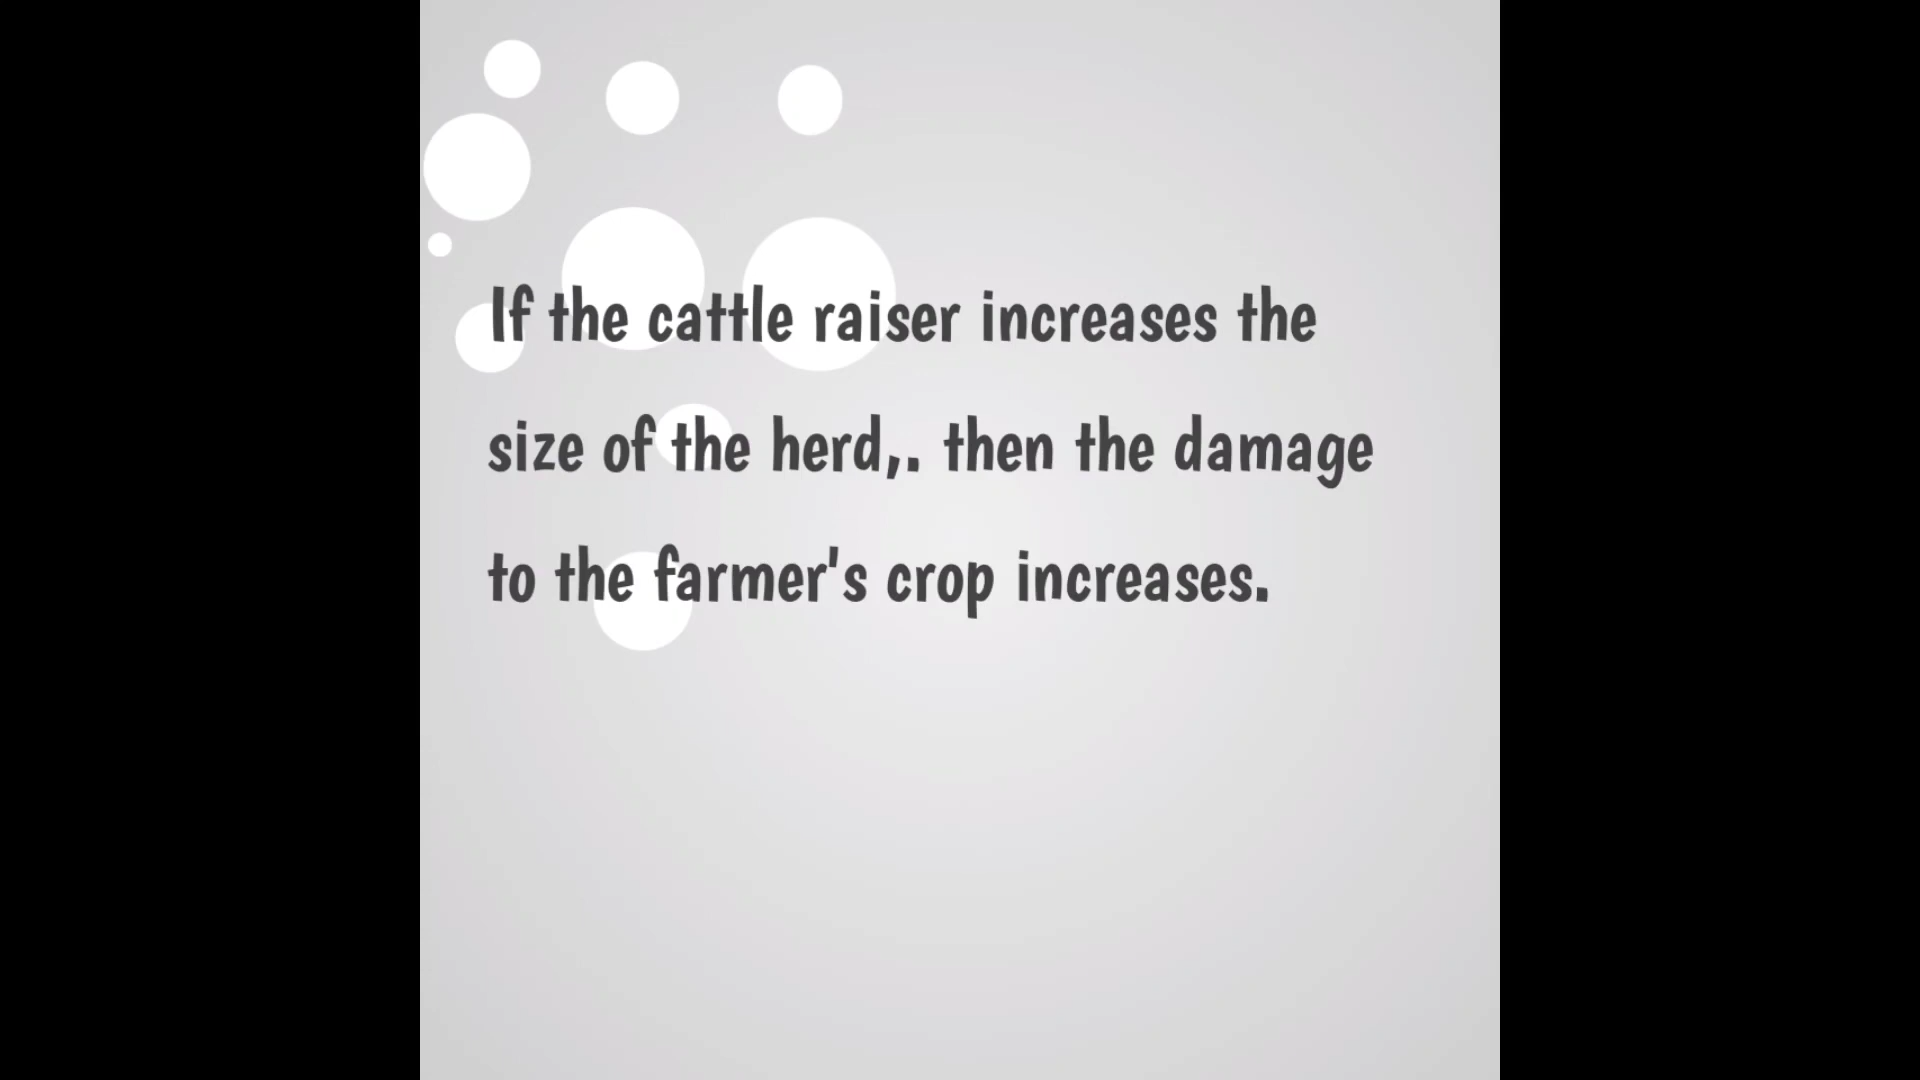 If the cattle raiser increases the
size of the herd,. then the damage
to the farmer's crop increases.